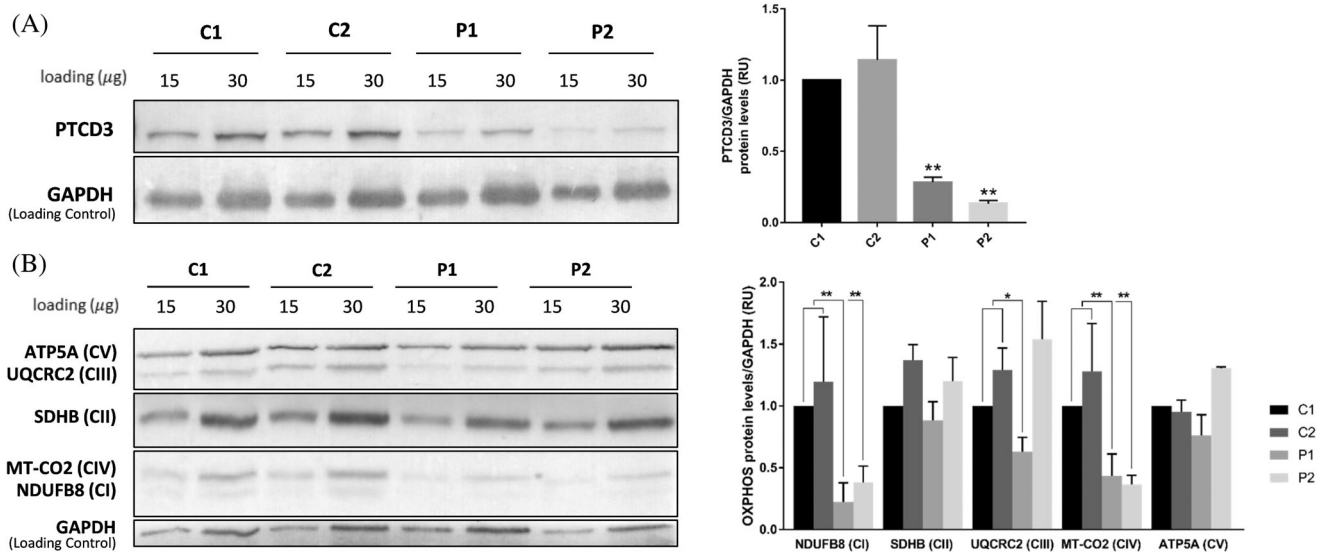 (A)
C1 C2 P1 P2
loading (µg) 15 30 15 30 15 30 15 30
PTCD3
GAPDH
(Loading Control)
PTCD3/GAPDH
protein levels (RU)
1.5
1.0
0.5
0.0
** **
C1 C2 P1 P2
(B)
C1 C2 P1 P2
loading (µg) 15 30 15 30 15 30 15 30
ATP5A (CV)
UQCRC2 (CIII)
SDHB (CII)
MT-CO2 (CIV)
NDUFB8 (CI)
GAPDH
(Loading Control)
OXPHOS protein levels/GAPDH (RU)
2.0
1.5
1.0
0.5
0.0
** ** * ** **
NDUFB8 (CI) SDHB (CII) UQCRC2 (CIII) MT-CO2 (CIV) ATP5A (CV)
C1
C2
P1
P2